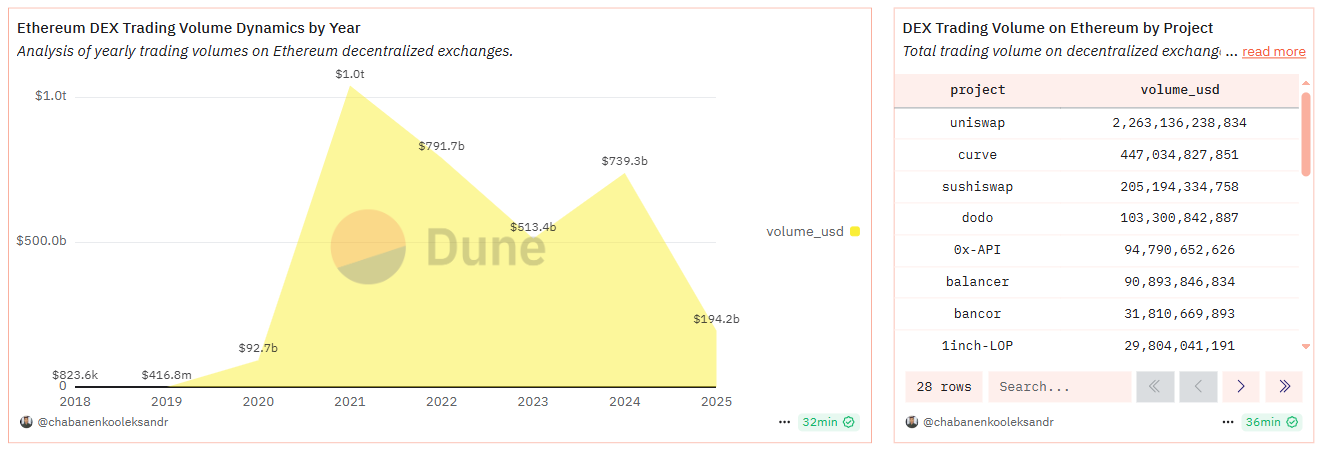 Ethereum DEX Trading Volume Dynamics by Year
Analysis of yearly trading volumes on Ethereum decentralized exchanges.
$1.0t
$1.0t
$791.7b
$739.3b
$500.0b
$513.4b
volume_usd
Dune
$194.2b
$92.7b
$823.6k
$416.8m
0
2018 2019 2020 2021 2022 2023 2024 2025
@chabanenkooleksandr
32min
DEX Trading Volume on Ethereum by Project
Total trading volume on decentralized exchang ... read more
project volume_usd
uniswap 2,263,136,238,834
curve 447,034,827,851
sushiswap 205,194,334,758
dodo 103,300,842,887
0x-API 94,790,652,626
balancer 90,893,846,834
bancor 31,810,669,893
1inch-LOP 29,804,041,191
28 rows Search...
@chabanenkooleksandr
36min